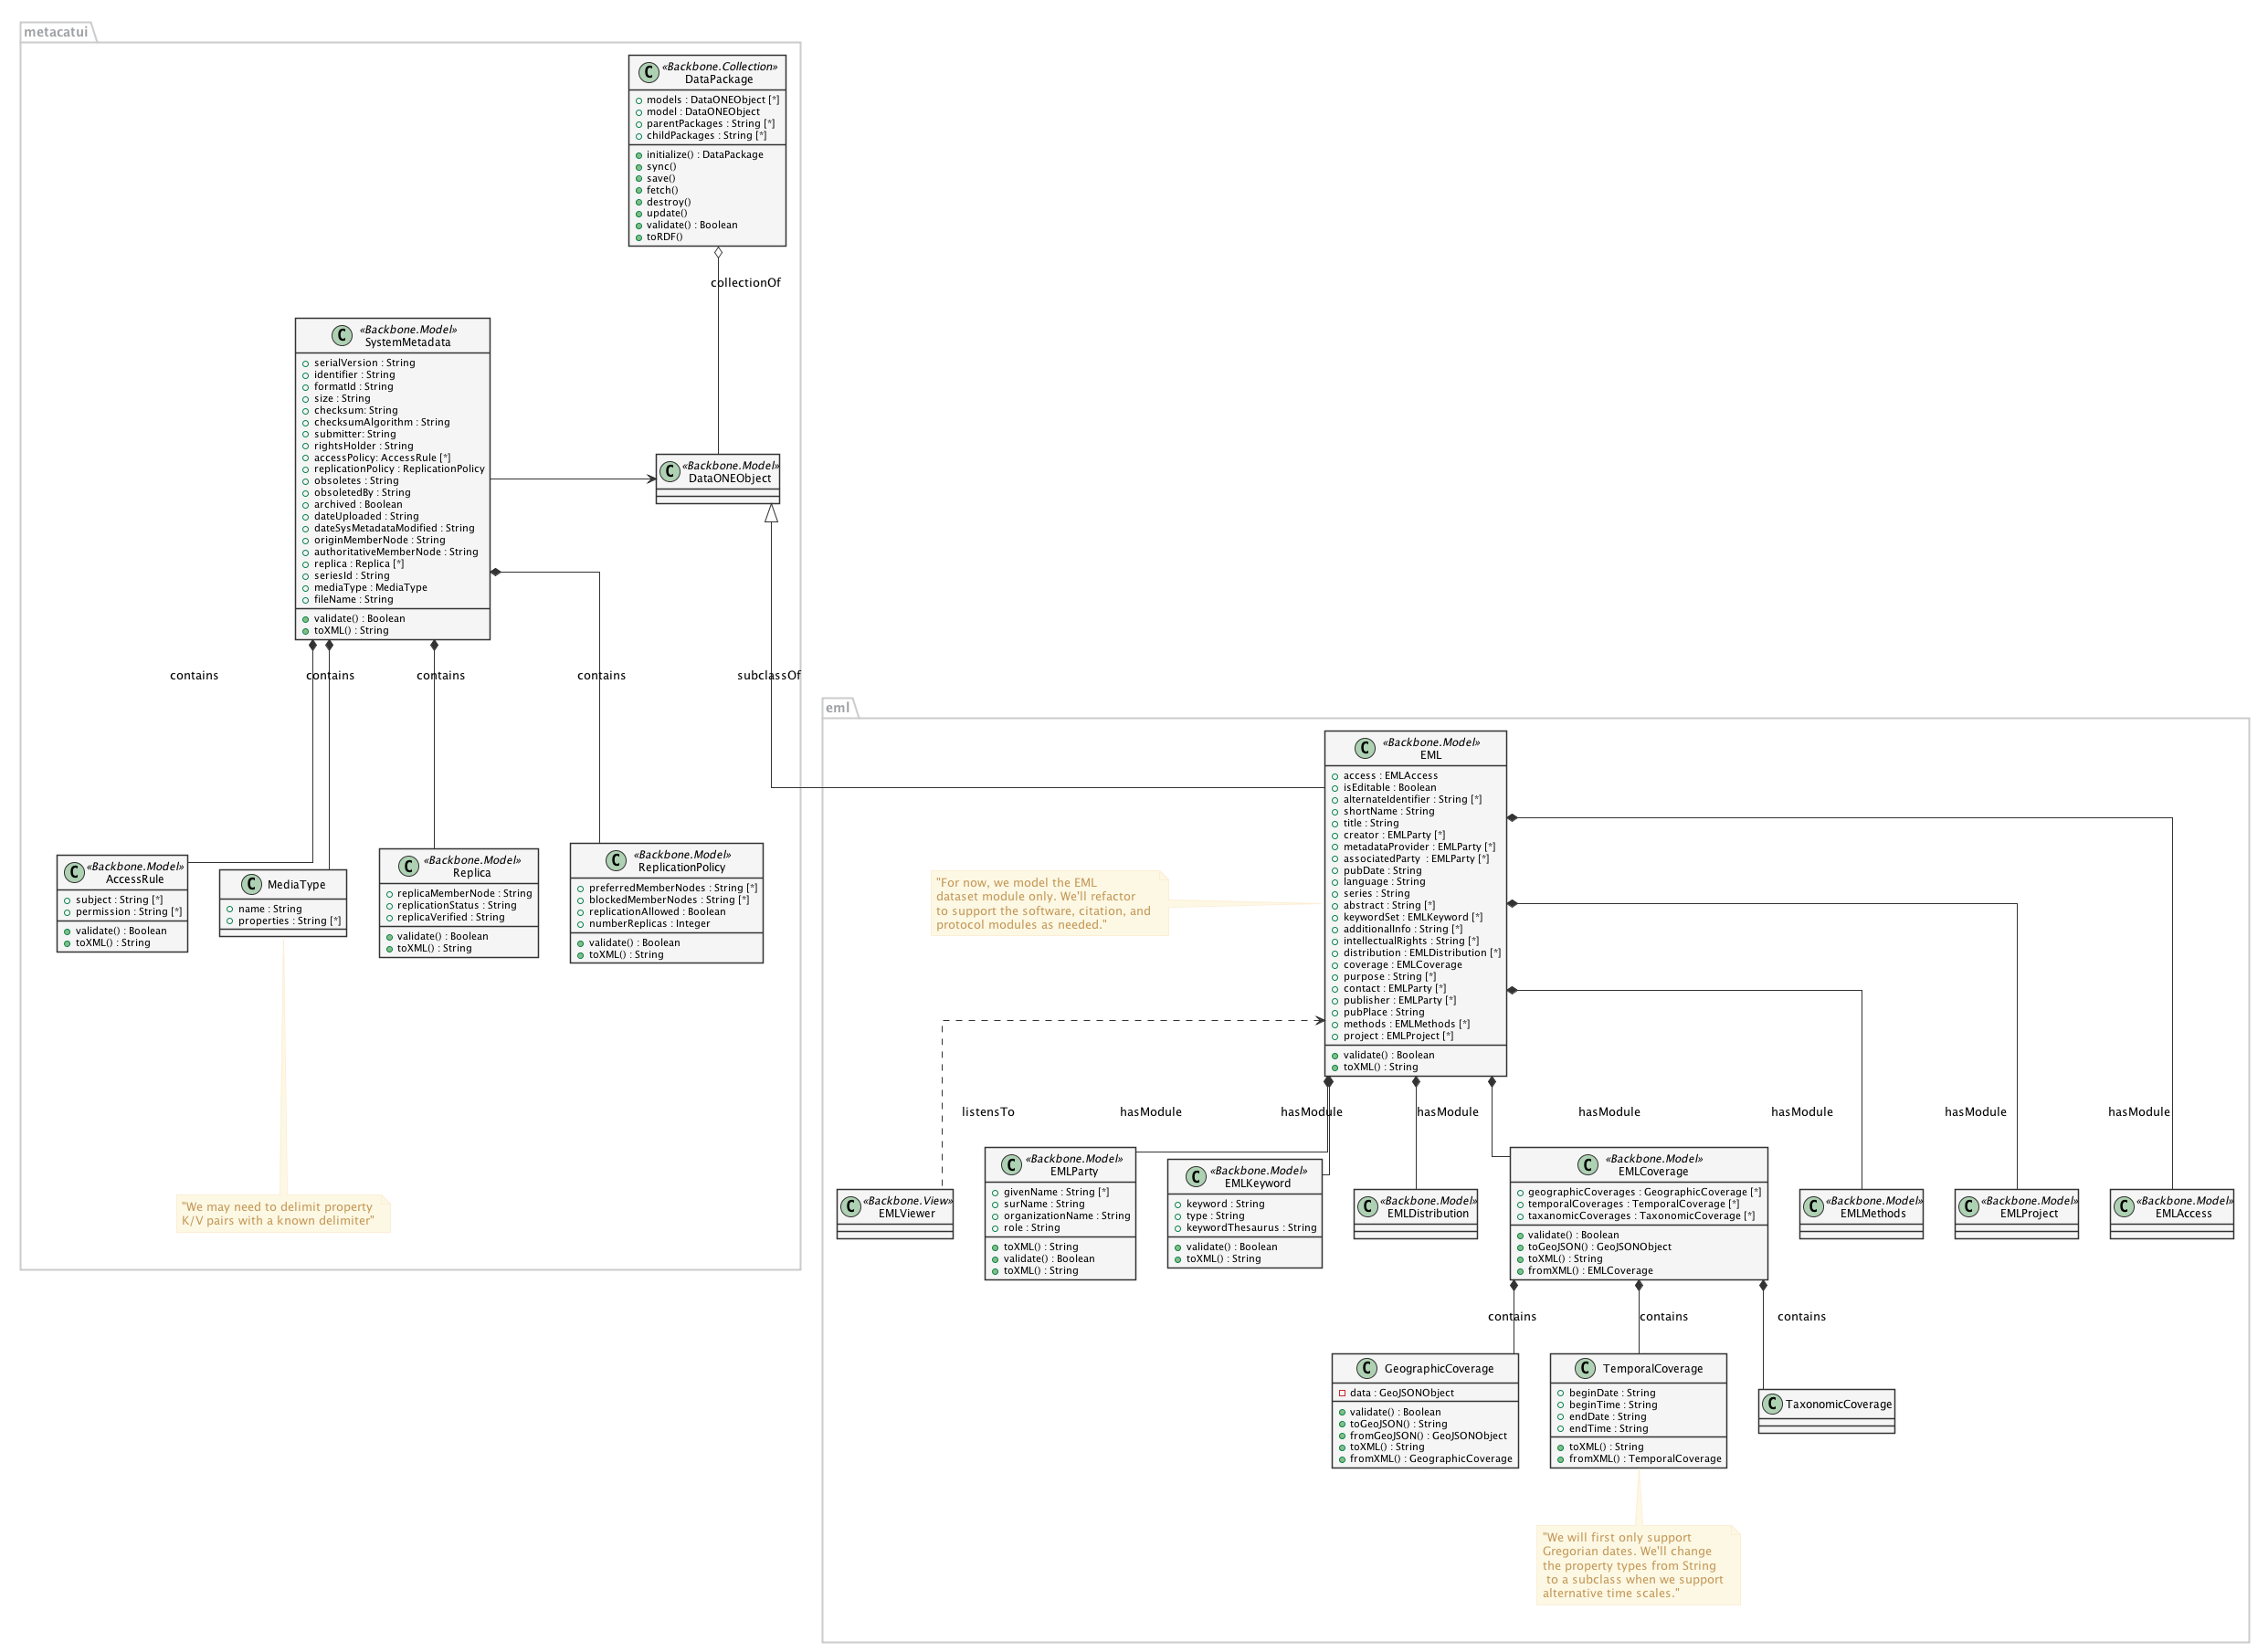 metacatui
C
«Backbone.Collection»
DataPackage
models : DataONEObject [*]
model : DataONEObject
parentPackages : String [*]
childPackages : String [*]
initialize() : DataPackage
sync()
save()
fetch()
destroy()
update()
validate() : Boolean
toRDF()
collectionOf
C
«Backbone.Model»
SystemMetadata
serialVersion : String
identifier : String
formatId : String
size : String
checksum: String
checksumAlgorithm : String
submitter: String
rightsHolder : String
accessPolicy: AccessRule [*]
replicationPolicy : ReplicationPolicy
obsoletes : String
obsoletedBy : String
archived : Boolean
dateUploaded : String
dateSysMetadataModified : String
originMemberNode : String
authoritativeMemberNode : String
replica : Replica [*]
seriesId : String
mediaType : MediaType
fileName : String
validate() : Boolean
toXML() : String
C
«Backbone.Model»
DataONEObject
contains
contains
contains
contains
subclassOf
C
«Backbone.Model»
AccessRule
subject : String [*]
permission : String [*]
validate() : Boolean
toXML() : String
C
MediaType
name : String
properties : String [*]
C
«Backbone.Model»
Replica
replicaMemberNode : String
replicationStatus : String
replicaVerified : String
validate() : Boolean
toXML() : String
C
«Backbone.Model»
ReplicationPolicy
preferredMemberNodes : String [*]
blockedMemberNodes : String [*]
replicationAllowed : Boolean
numberReplicas : Integer
validate() : Boolean
toXML() : String
"We may need to delimit property
K/V pairs with a known delimiter"
eml
C
«Backbone.Model»
EML
access : EMLAccess
isEditable : Boolean
alternateIdentifier : String [*]
shortName : String
title : String
creator : EMLParty [*]
metadataProvider : EMLParty [*]
associatedParty  : EMLParty [*]
pubDate : String
language : String
series : String
abstract : String [*]
keywordSet : EMLKeyword [*]
additionalInfo : String [*]
intellectualRights : String [*]
distribution : EMLDistribution [*]
coverage : EMLCoverage
purpose : String [*]
contact : EMLParty [*]
publisher : EMLParty [*]
pubPlace : String
methods : EMLMethods [*]
project : EMLProject [*]
validate() : Boolean
toXML() : String
"For now, we model the EML
dataset module only. We'll refactor
to support the software, citation, and
protocol modules as needed."
listensTo
hasModule
hasModule
hasModule
hasModule
hasModule
hasModule
hasModule
C
«Backbone.View»
EMLViewer
C
«Backbone.Model»
EMLParty
givenName : String [*]
surName : String
organizationName : String
role : String
toXML() : String
validate() : Boolean
toXML() : String
C
«Backbone.Model»
EMLKeyword
keyword : String
type : String
keywordThesaurus : String
validate() : Boolean
toXML() : String
C
«Backbone.Model»
EMLDistribution
C
«Backbone.Model»
EMLCoverage
geographicCoverages : GeographicCoverage [*]
temporalCoverages : TemporalCoverage [*]
taxanomicCoverages : TaxonomicCoverage [*]
validate() : Boolean
toGeoJSON() : GeoJSONObject
toXML() : String
fromXML() : EMLCoverage
C
«Backbone.Model»
EMLMethods
C
«Backbone.Model»
EMLProject
C
«Backbone.Model»
EMLAccess
contains
contains
contains
C
GeographicCoverage
data : GeoJSONObject
validate() : Boolean
toGeoJSON() : String
fromGeoJSON() : GeoJSONObject
toXML() : String
fromXML() : GeographicCoverage
C
TemporalCoverage
beginDate : String
beginTime : String
endDate : String
endTime : String
toXML() : String
fromXML() : TemporalCoverage
C
TaxonomicCoverage
"We will first only support
Gregorian dates. We'll change
the property types from String
to a subclass when we support
alternative time scales."